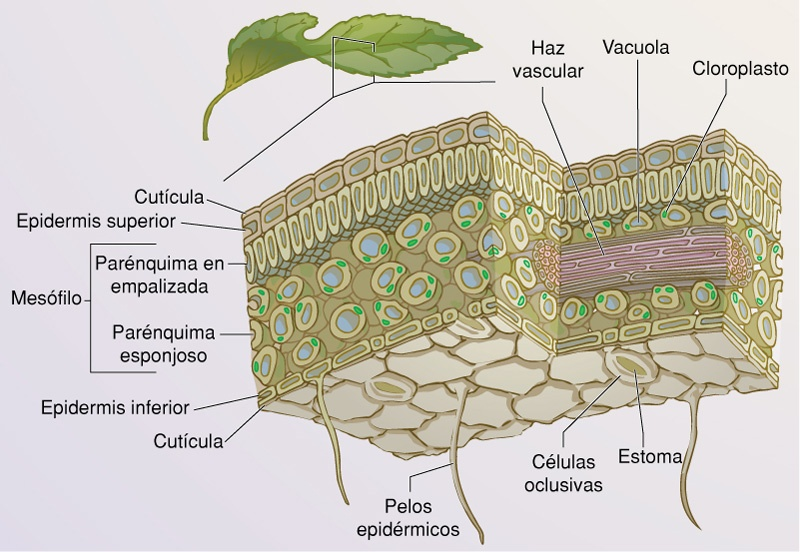 Haz
vascular
Vacuola
Cloroplasto
Cutícula
Epidermis superior
Mesófilo
Parénquima en
empalizada
Parénquima
esponjoso
Epidermis inferior
Cutícula
Pelos
epidérmicos
Células
oclusivas
Estoma